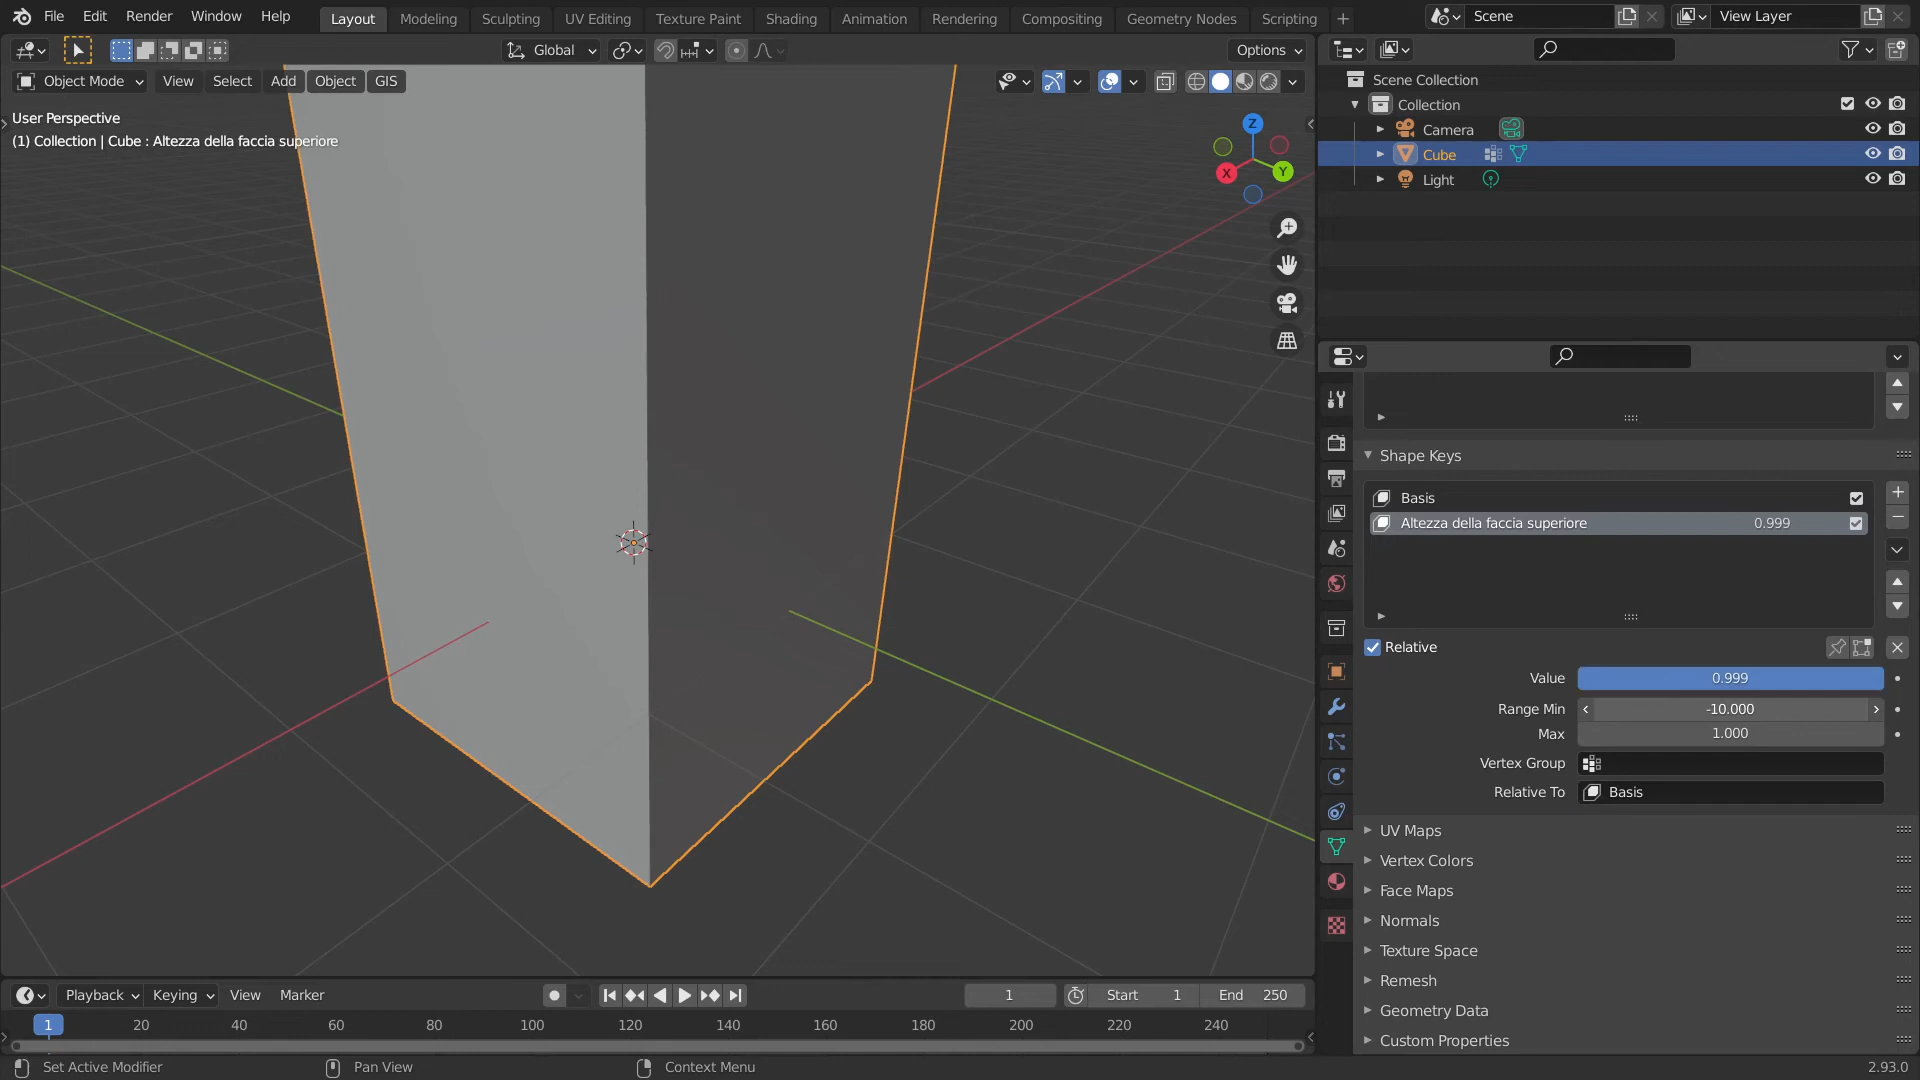 File Edit Render Window Help Layout Modeling Sculpting UV Editing Texture Paint Shading Animation Rendering Compositing Geometry Nodes Scripting + Scene View Layer
Global Options
Object Mode View Select Add Object GIS
User Perspective
(1) Collection | Cube : Altezza della faccia superiore
Z
X
Y
Scene Collection
Collection
Camera
Cube
Light
Shape Keys
Basis
Altezza della faccia superiore 0.999
Relative
Value 0.999
Range Min -10.000
Max 1.000
Vertex Group
Relative To Basis
UV Maps
Vertex Colors
Face Maps
Normals
Texture Space
Remesh
Geometry Data
Custom Properties
Playback Keying View Marker 1 Start 1 End 250
1 20 40 60 80 100 120 140 160 180 200 220 240
Set Active Modifier Pan View Context Menu 2.93.0